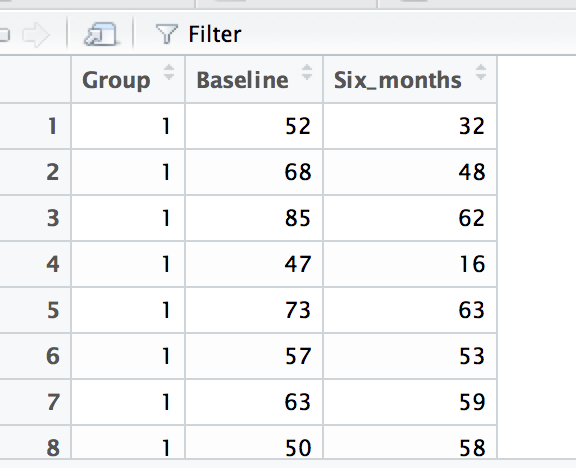 Filter
Group Baseline Six_months
1 1 52 32
2 1 68 48
3 1 85 62
4 1 47 16
5 1 73 63
6 1 57 53
7 1 63 59
8 1 50 58